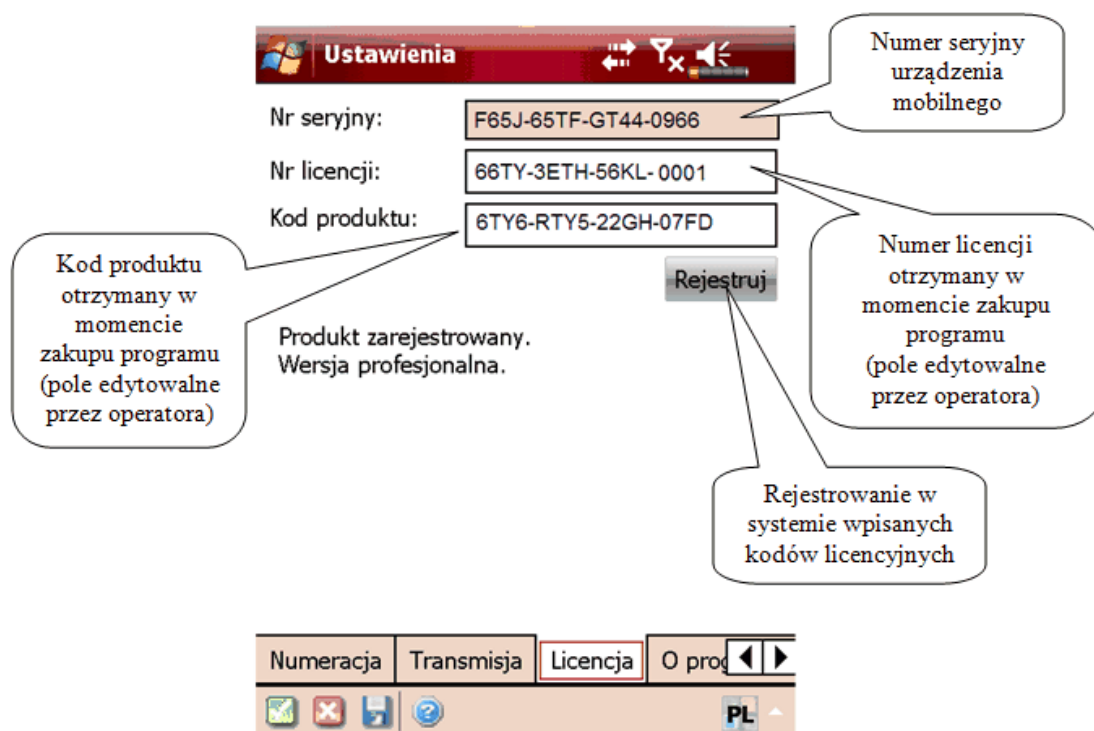 Ustawienia
Numer seryjny
urządzenia
mobilnego
Nr seryjny:
F65J-65TF-GT44-0966
Nr licencji:
66TY-3ETH-56KL- 0001
Kod produktu:
6TY6-RTY5-22GH-07FD
Rejestruj
Kod produktu
otrzymany w
momencie
zakupu programu
(pole edytowalne
przez operatora)
Numer licencji
otrzymany w
momencie zakupu
programu
(pole edytowalne
przez operatora)
Produkt zarejestrowany.
Wersja profesjonalna.
Rejestrowanie w
systemie wpisanych
kodów licencyjnych
Numeracja
Transmisja
Licencja
O prog
PL